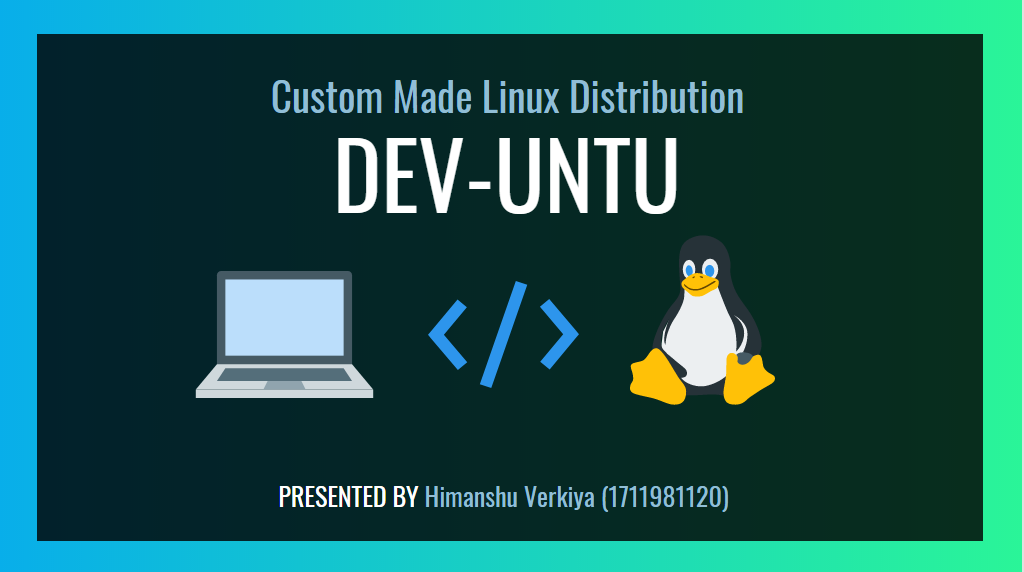 Custom Made Linux Distribution
DEV-UNTU
PRESENTED BY Himanshu Verkiya (1711981120)